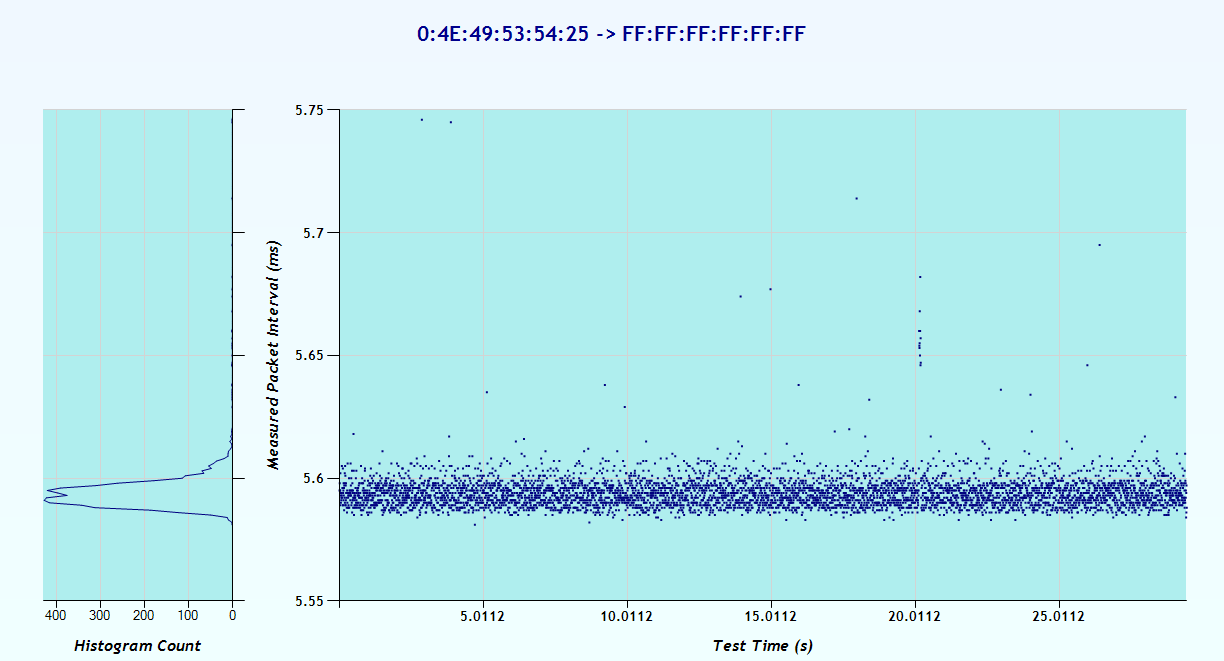 0:4E:49:53:54:25 -> FF:FF:FF:FF:FF:FF
5.75
5.7
5.65
5.6
5.55
Measured Packet Interval (ms)
400 300 200 100 0
5.0112 10.0112 15.0112 20.0112 25.0112
Histogram Count
Test Time (s)